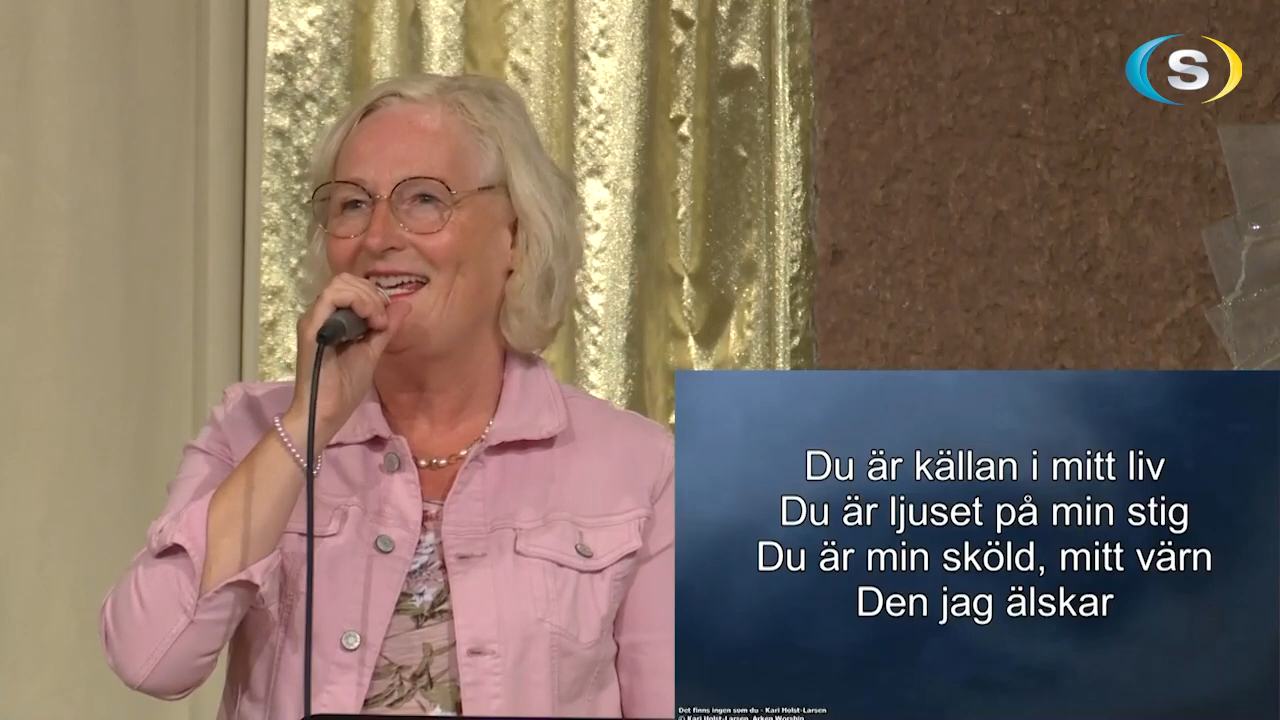 S
Du är källan i mitt liv
Du är ljuset på min stig
Du är min sköld, mitt värn
Den jag älskar
Det finns ingen som du - Kari Holst-Larsen
© Kari Holst-Larsen, Arken Worship